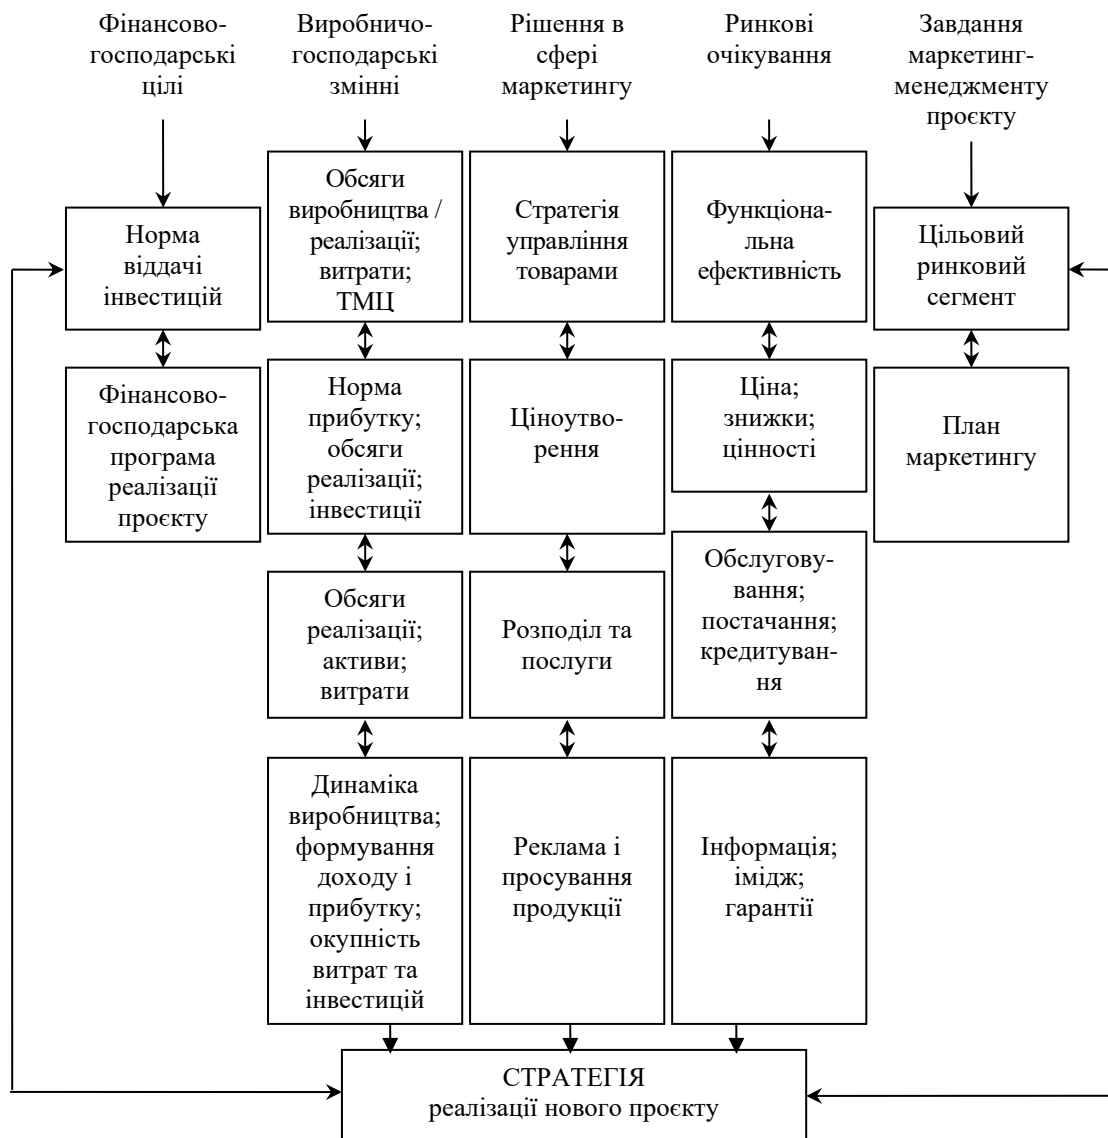 Фінансово-
господарські
цілі
Виробничо-
господарські
змінні
Рішення в
сфері
маркетингу
Ринкові
очікування
Завдання
маркетинг-
менеджменту
проєкту
Норма
віддачі
інвестицій
Фінансово-
господарська
програма
реалізації
проєкту
Обсяги
виробництва /
реалізації;
витрати;
ТМЦ
Норма
прибутку;
обсяги
реалізації;
інвестиції
Обсяги
реалізації;
активи;
витрати
Динаміка
виробництва;
формування
доходу і
прибутку;
окупність
витрат та
інвестицій
Стратегія
управління
товарами
Ціноутво-
рення
Розподіл та
послуги
Реклама і
просування
продукції
Функціона-
льна
ефективність
Ціна;
знижки;
цінності
Обслугову-
вання;
постачання;
кредитуван-
ня
Інформація;
імідж;
гарантії
Цільовий
ринковий
сегмент
План
маркетингу
СТРАТЕГІЯ
реалізації нового проєкту